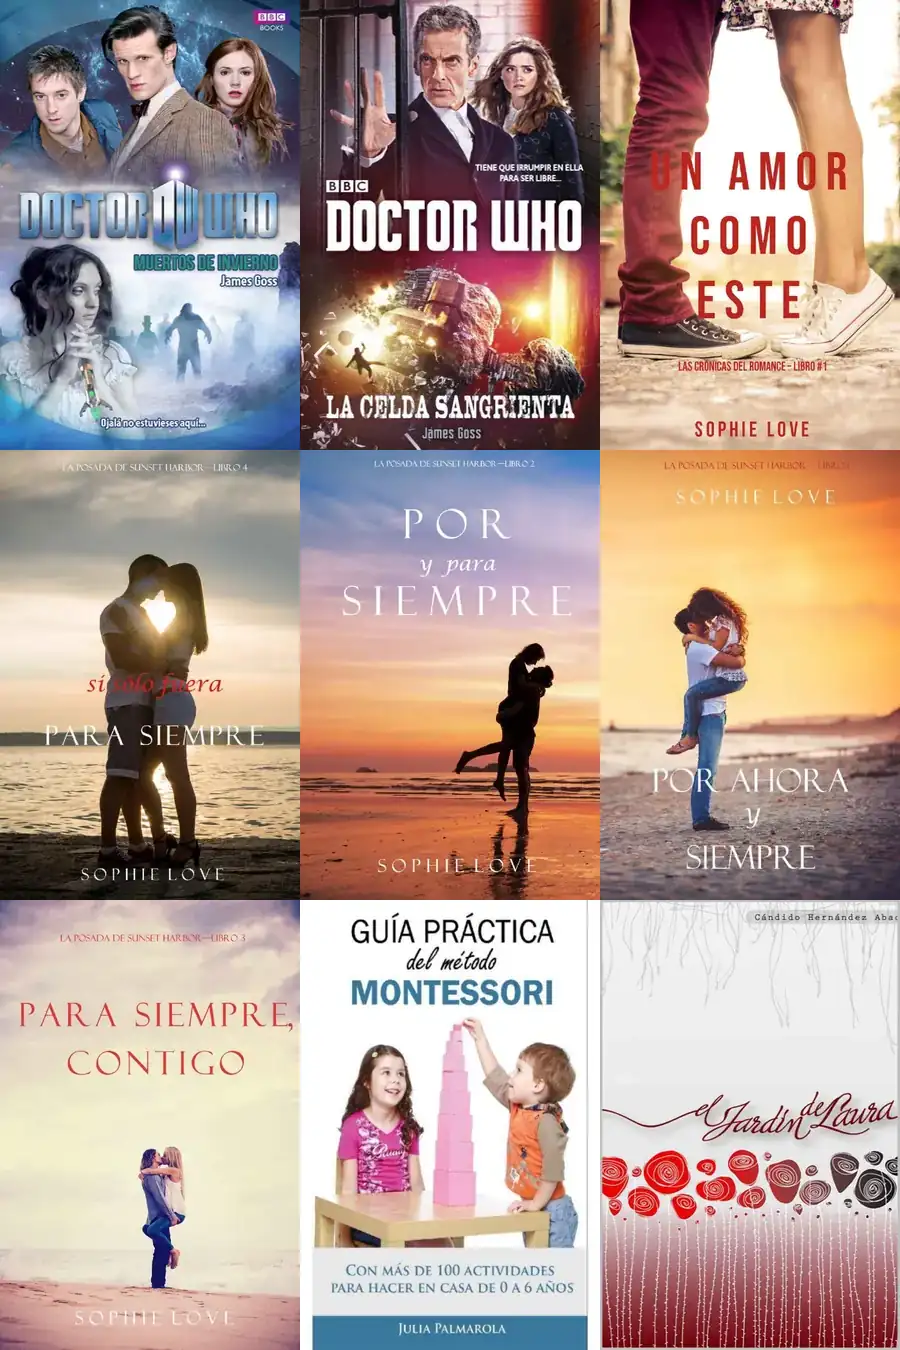 BBC
BOOKS
DOCTOR WHO
MUERTOS DE INVIERNO
James Goss
Ojalá no estuvieses aquí...
TIENE QUE IRRUMPIR EN ELLA
PARA SER LIBRE...
BBC
DOCTOR WHO
LA CELDA SANGRIENTA
James Goss
UN AMOR
COMO
ESTE
LAS CRÓNICAS DEL ROMANCE – LIBRO #1
SOPHIE LOVE
LA POSADA DE SUNSET HARBOR—LIBRO 4
sí sólo fuera
PARA SIEMPRE
SOPHIE LOVE
LA POSADA DE SUNSET HARBOR—LIBRO 2
POR
y para
SIEMPRE
SOPHIE LOVE
LA POSADA DE SUNSET HARBOR—LIBRO
SOPHIE LOVE
POR AHORA
y
SIEMPRE
LA POSADA DE SUNSET HARBOR—LIBRO 3
PARA SIEMPRE,
CONTIGO
SOPHIE LOVE
GUÍA PRÁCTICA
del método
MONTESSORI
CON MÁS DE 100 ACTIVIDADES
PARA HACER EN CASA DE 0 A 6 AÑOS
JULIA PALMAROLA
Cándido Hernández Abac
el Jardín de Laura